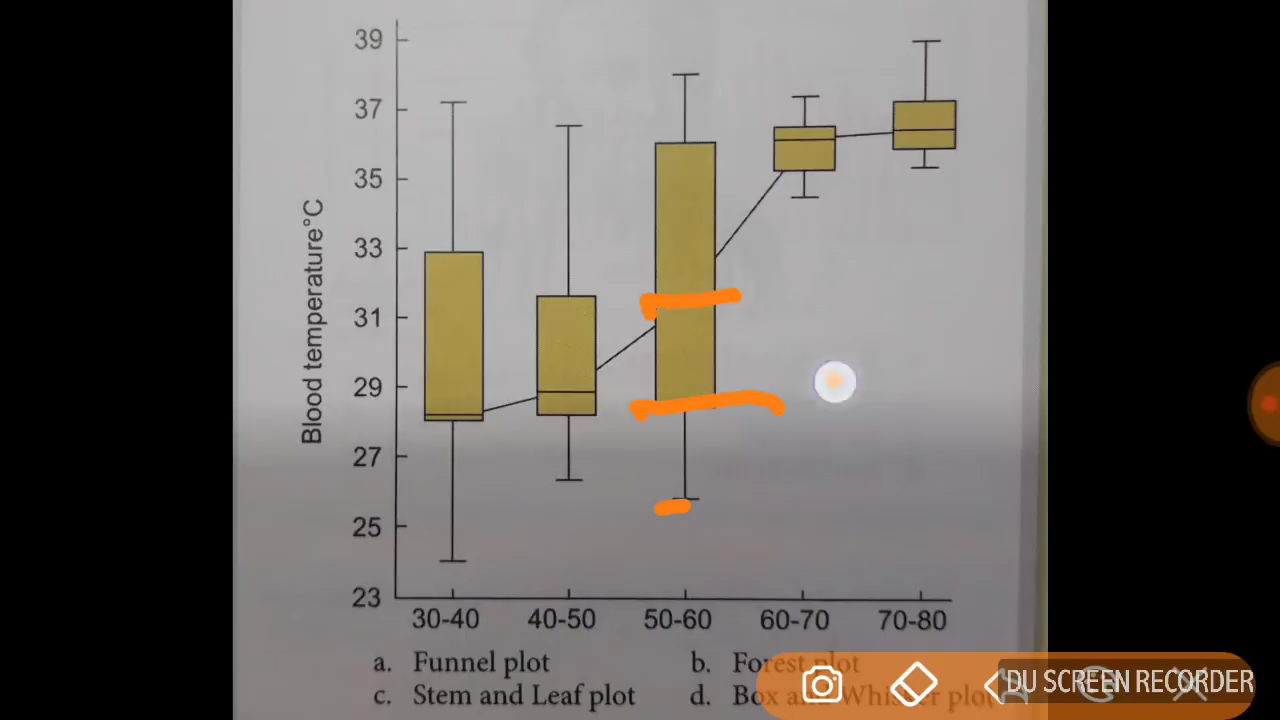 39
37
35
33
31
29
27
25
23
Blood temperature°C
30-40 40-50 50-60 60-70 70-80
a. Funnel plot b. Forest plot
c. Stem and Leaf plot d. Box and Whisker plot
DU SCREEN RECORDER